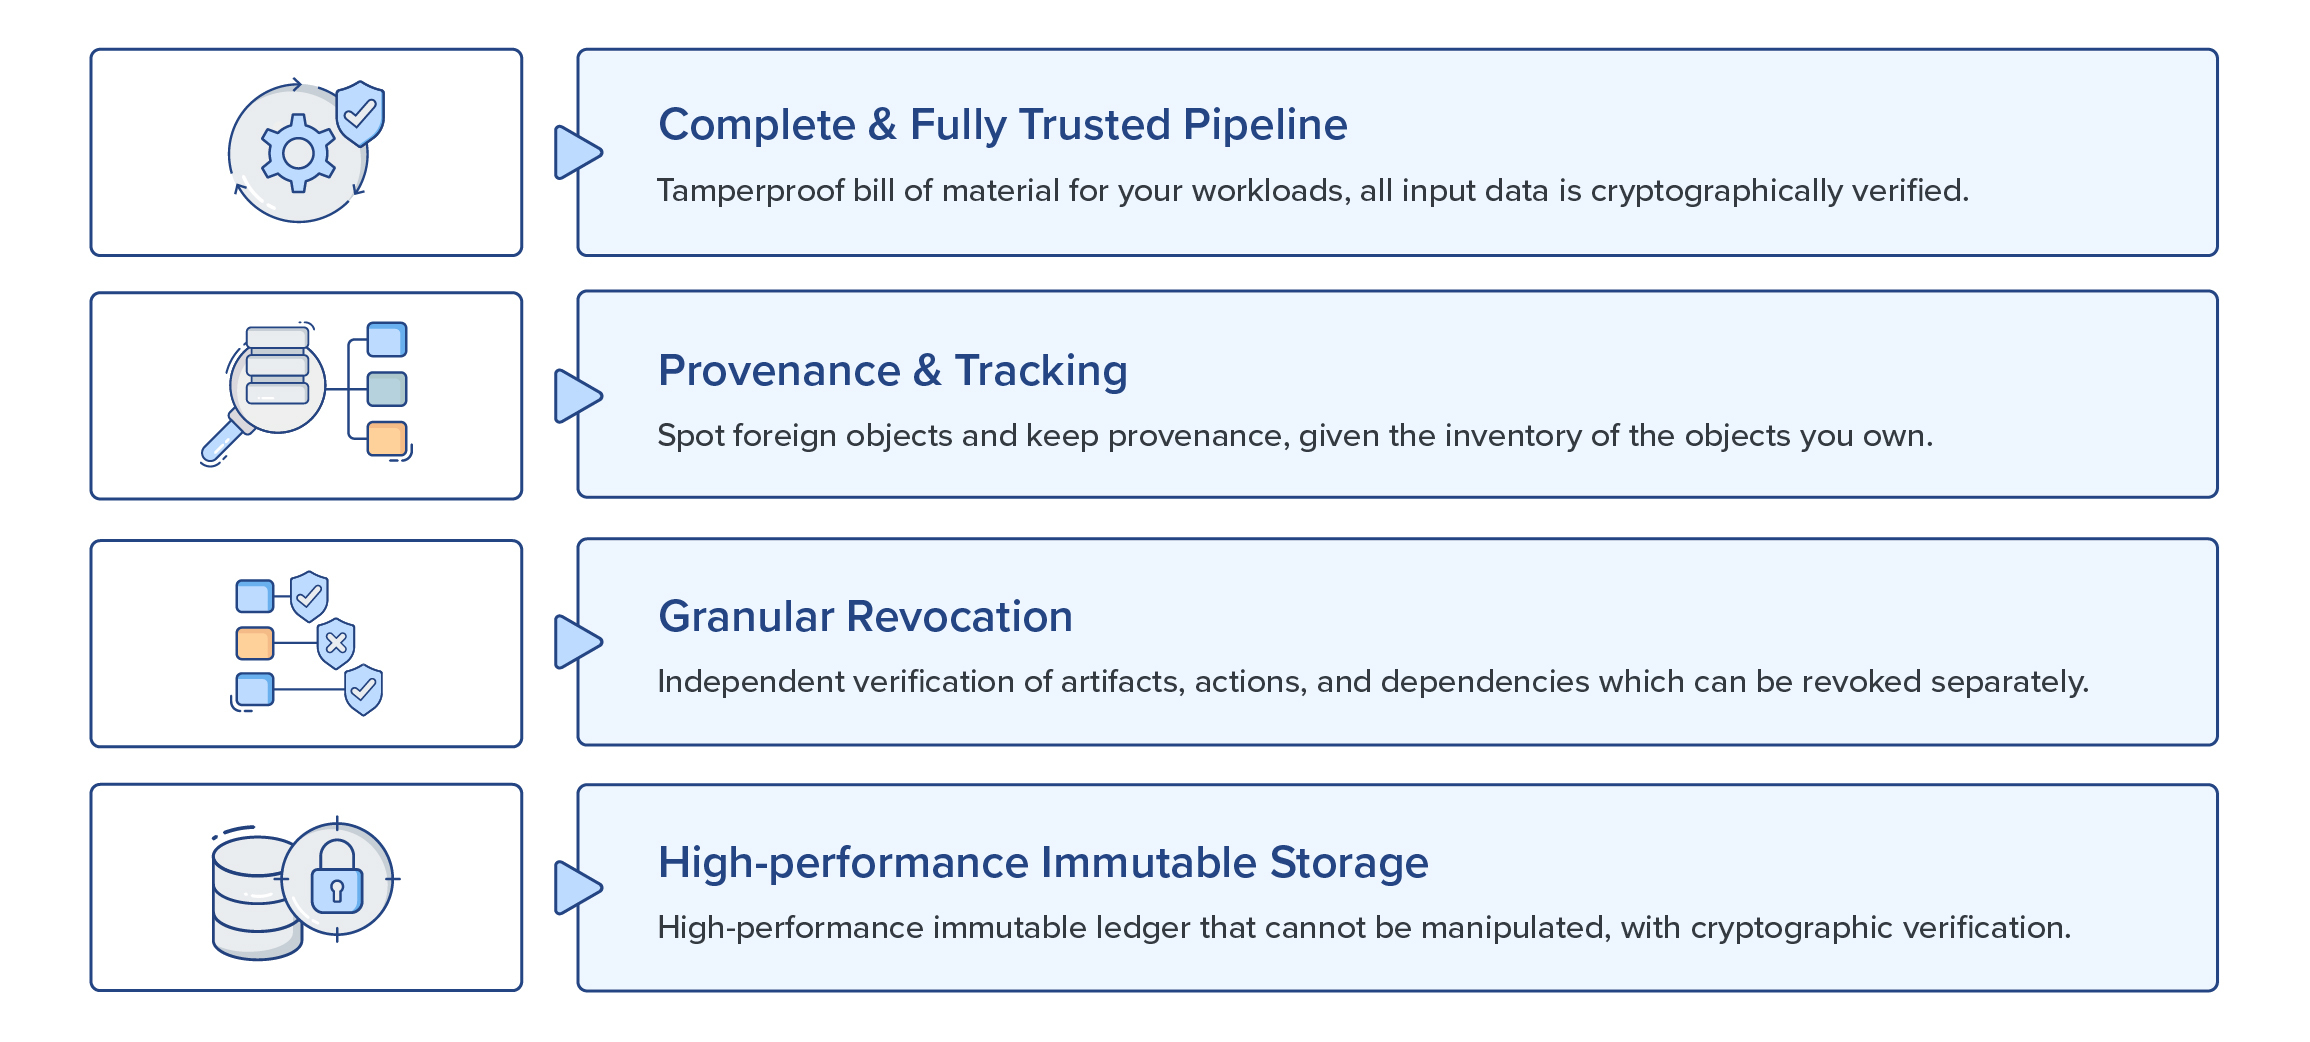 Complete & Fully Trusted Pipeline
Tamperproof bill of material for your workloads, all input data is cryptographically verified.
Provenance & Tracking
Spot foreign objects and keep provenance, given the inventory of the objects you own.
Granular Revocation
Independent verification of artifacts, actions, and dependencies which can be revoked separately.
High-performance Immutable Storage
High-performance immutable ledger that cannot be manipulated, with cryptographic verification.